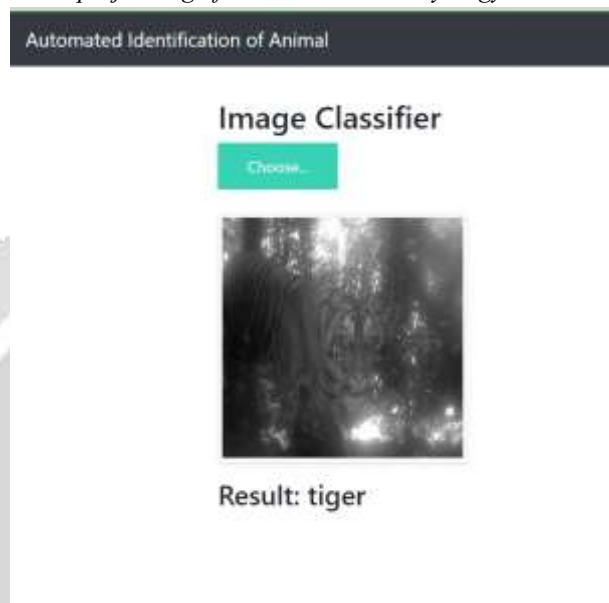 Automated Identification of Animal
Image Classifier
Choose...
Result: tiger